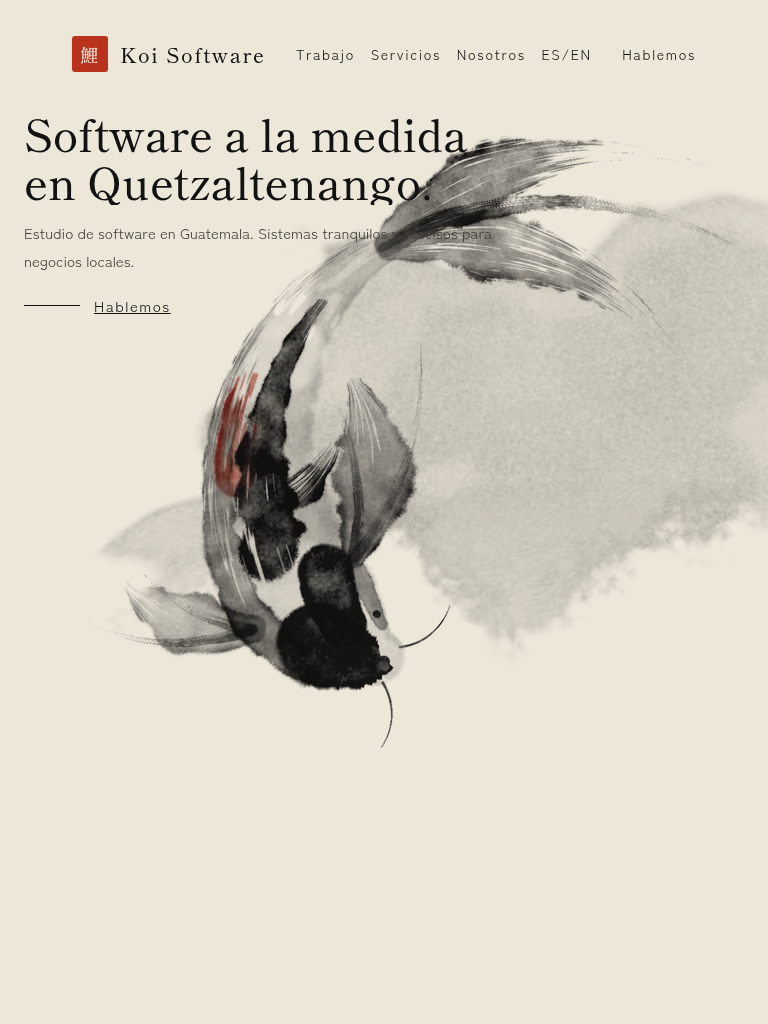 鯉 Koi Software Trabajo Servicios Nosotros ES/EN Hablemos
Software a la medida
en Quetzaltenango.
Estudio de software en Guatemala. Sistemas tranquilos para
negocios locales.
Hablemos